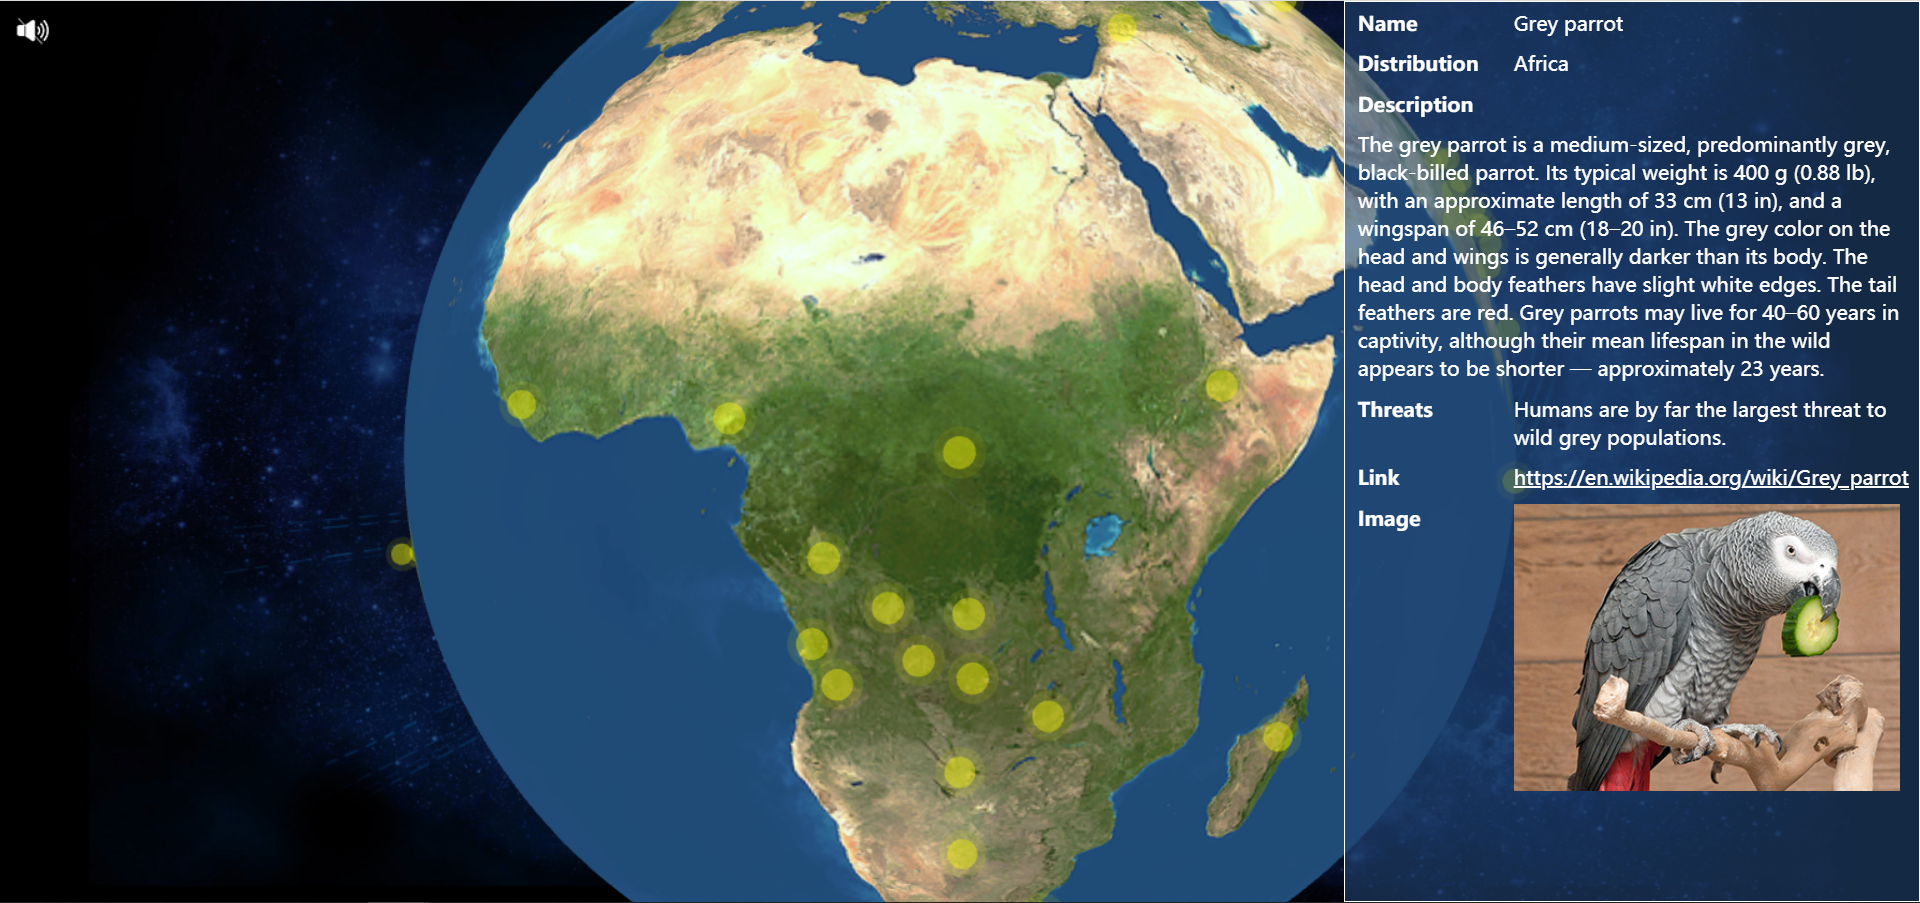 Name Grey parrot
Distribution Africa
Description
The grey parrot is a medium-sized, predominantly grey,
black-billed parrot. Its typical weight is 400 g (0.88 lb),
with an approximate length of 33 cm (13 in), and a
wingspan of 46–52 cm (18–20 in). The grey color on the
head and wings is generally darker than its body. The
head and body feathers have slight white edges. The tail
feathers are red. Grey parrots may live for 40–60 years in
captivity, although their mean lifespan in the wild
appears to be shorter — approximately 23 years.
Threats Humans are by far the largest threat to
wild grey populations.
Link https://en.wikipedia.org/wiki/Grey_parrot
Image